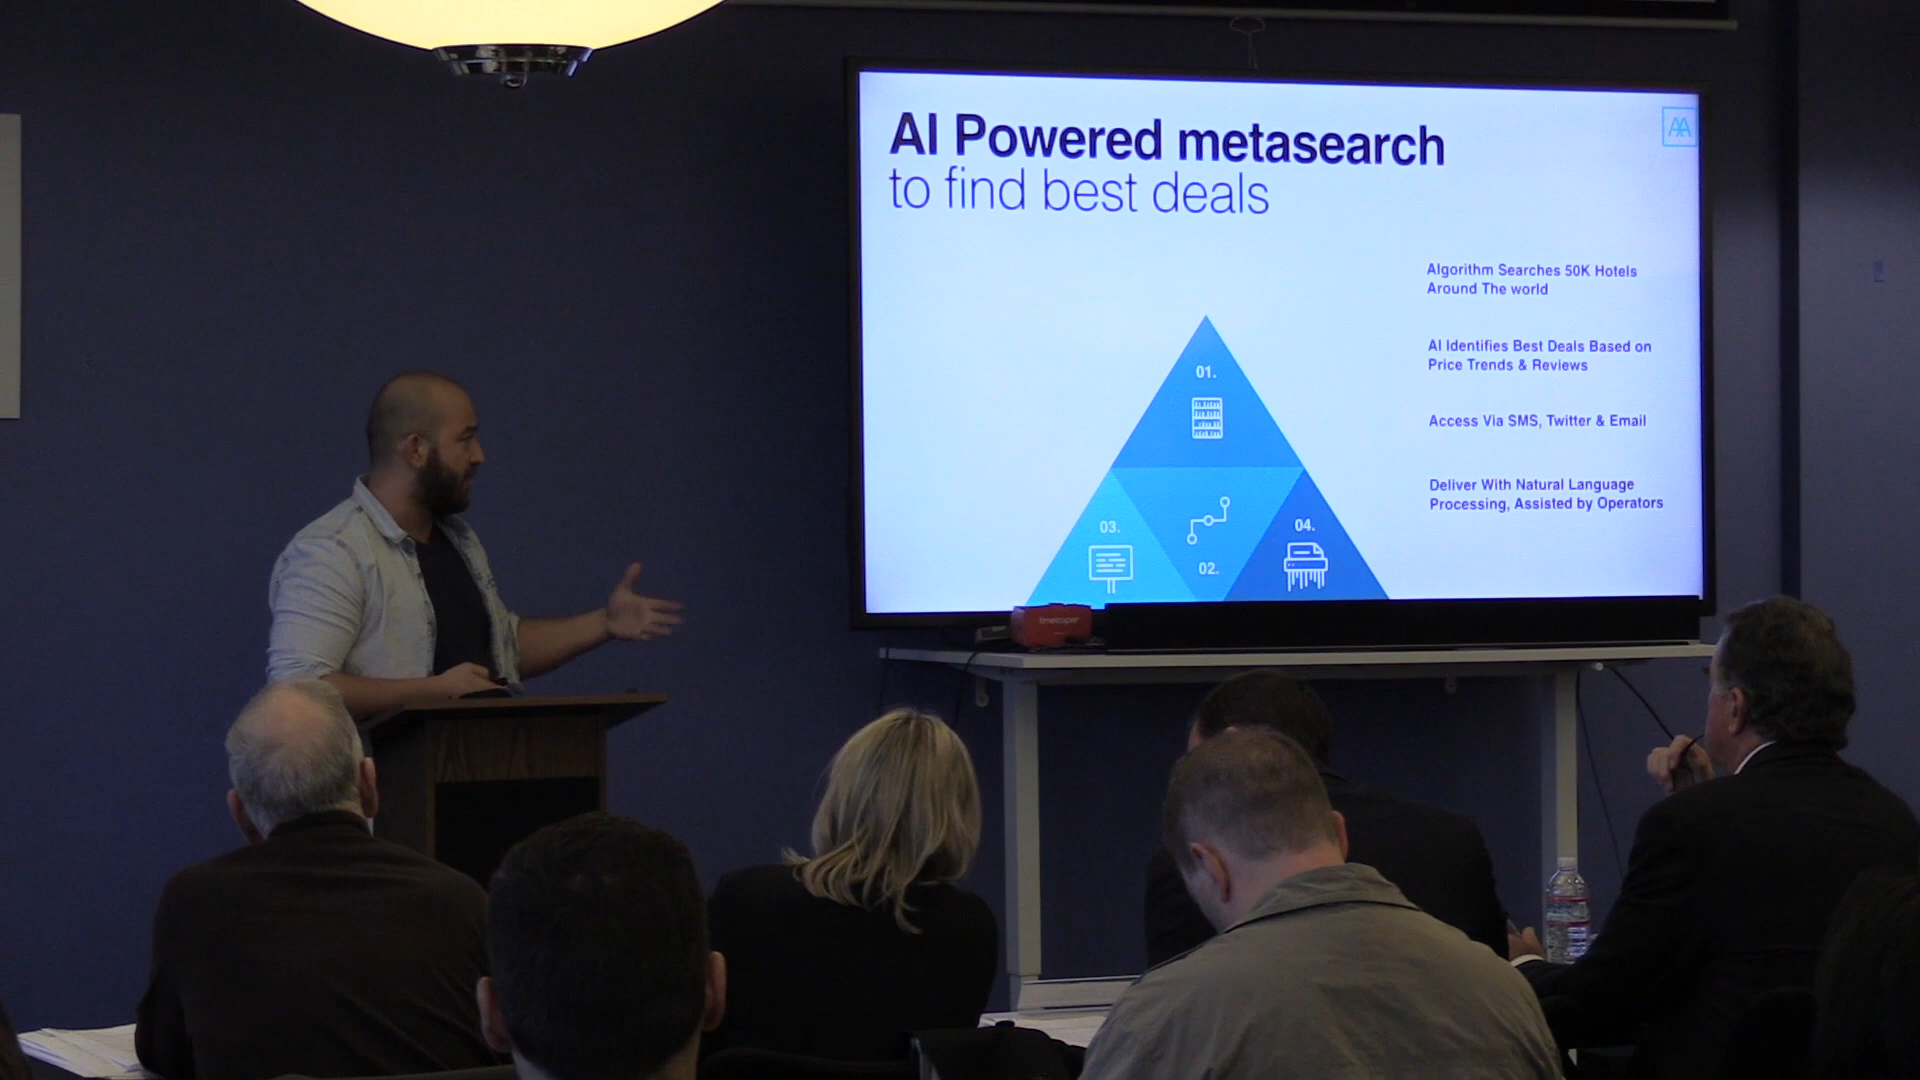 AI Powered metasearch
to find best deals
AA
Algorithm Searches 50K Hotels
Around The world
AI Identifies Best Deals Based on
Price Trends & Reviews
Access Via SMS, Twitter & Email
Deliver With Natural Language
Processing, Assisted by Operators
01.
03.
04.
02.